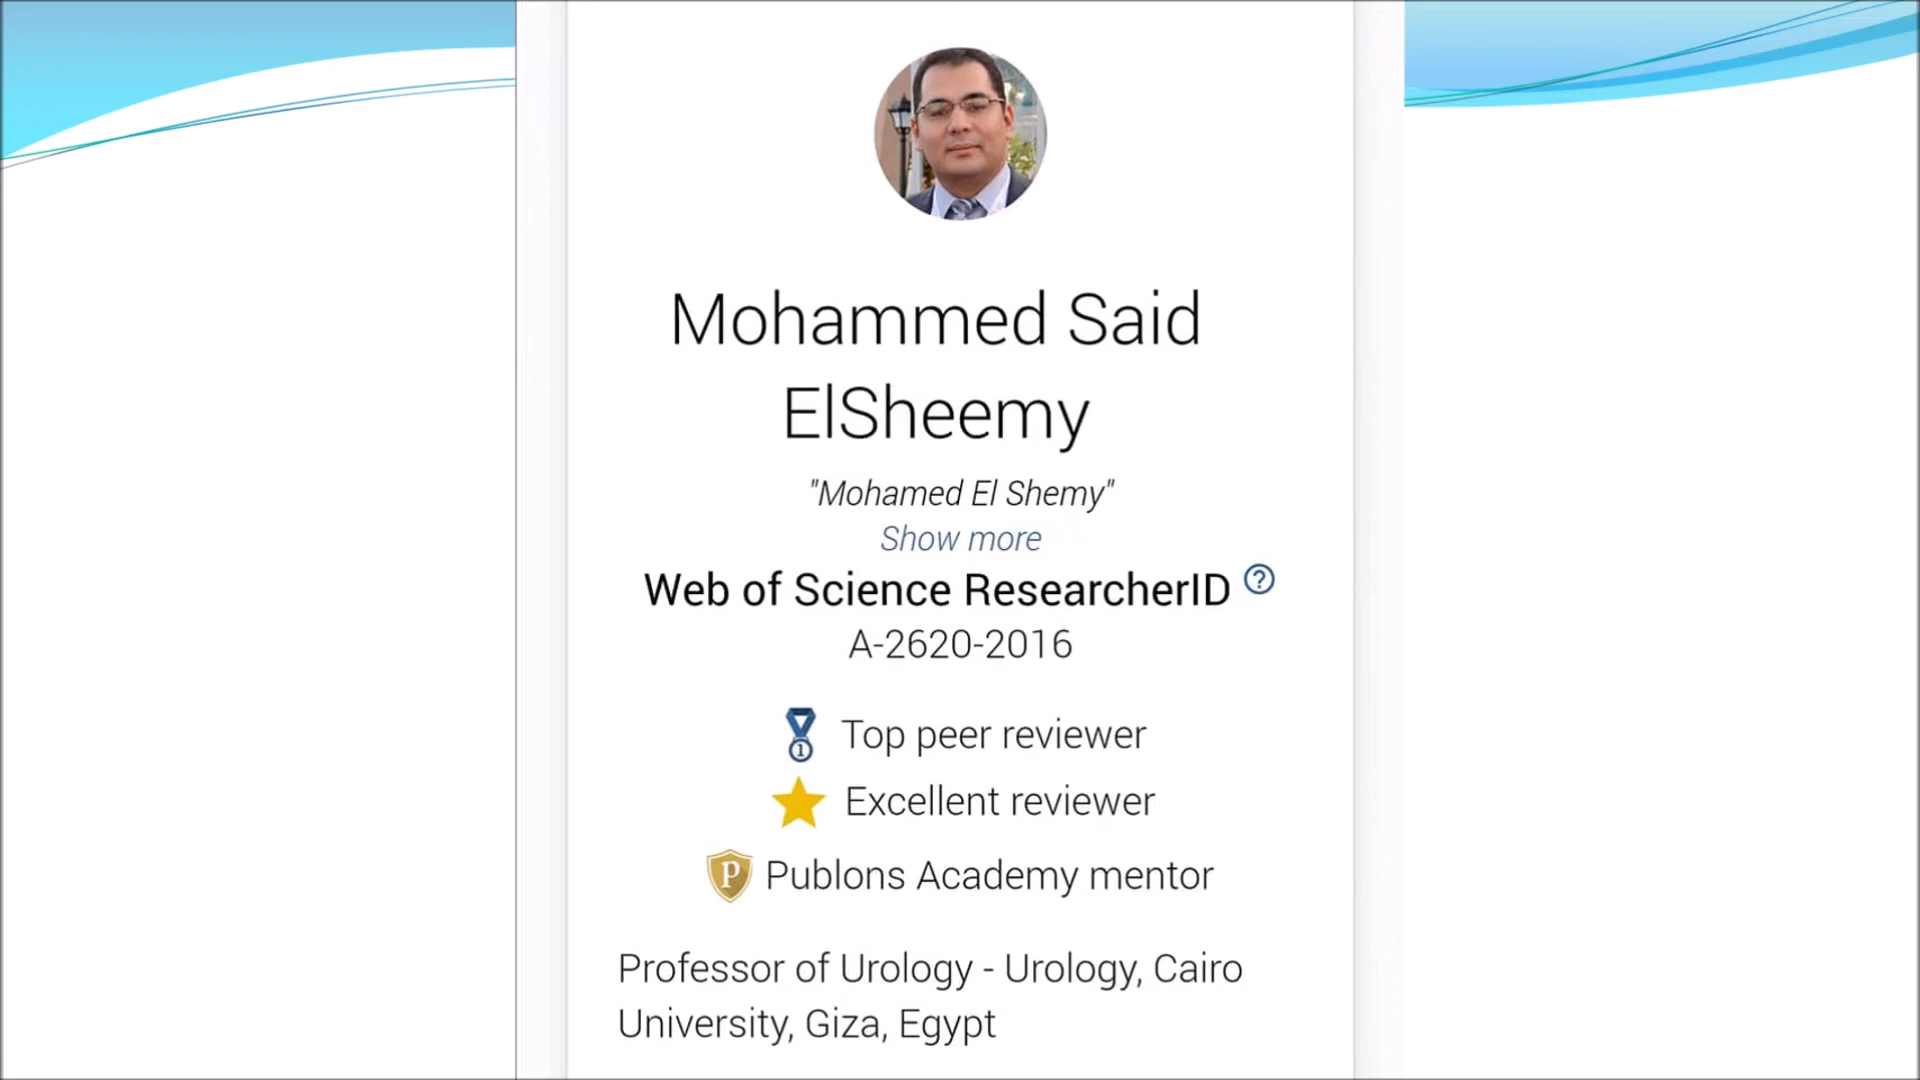 Mohammed Said
ElSheemy
"Mohamed El Shemy"
Show more
Web of Science ResearcherID ?
A-2620-2016
1 Top peer reviewer
Excellent reviewer
P Publons Academy mentor
Professor of Urology - Urology, Cairo
University, Giza, Egypt